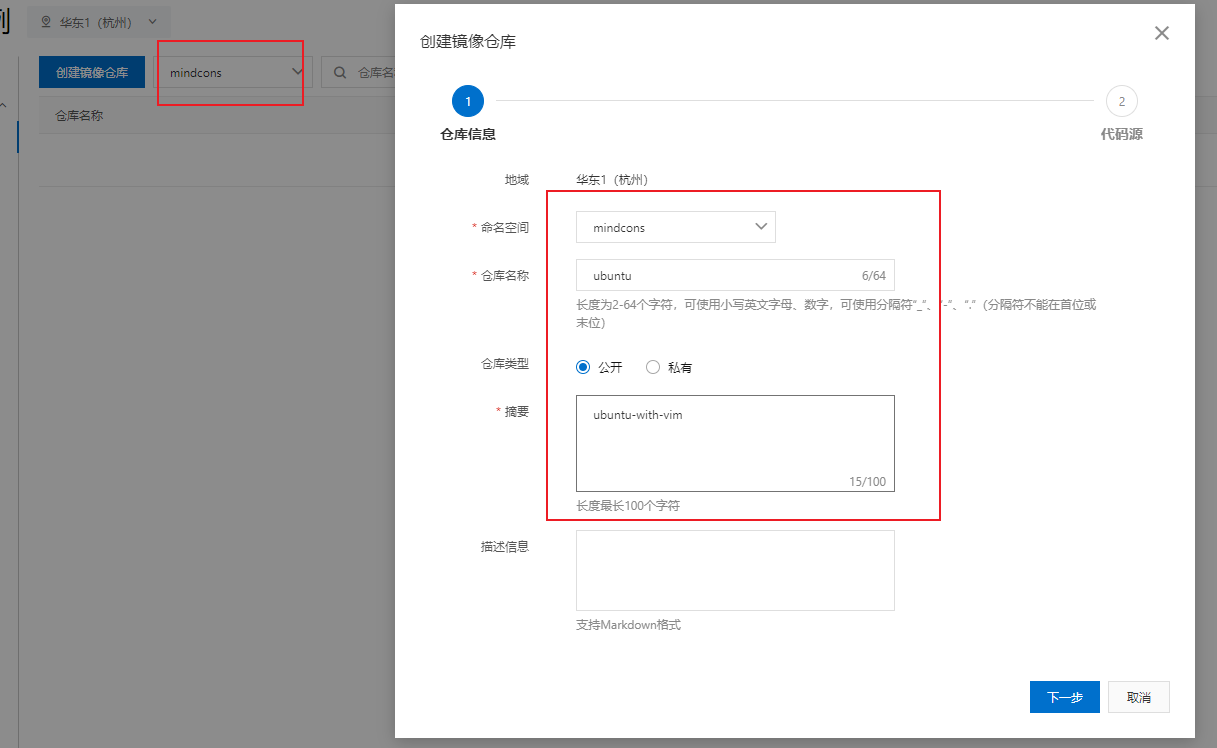 华东1（杭州）
创建镜像仓库
mindcons
仓库名
仓库名称
创建镜像仓库
1
2
仓库信息
代码源
地域
华东1（杭州）
* 命名空间
mindcons
* 仓库名称
ubuntu
6/64
长度为2-64个字符，可使用小写英文字母、数字，可使用分隔符“_”、“-”、“.”（分隔符不能在首位或
末位）
仓库类型
公开
私有
* 摘要
ubuntu-with-vim
15/100
长度最长100个字符
描述信息
支持Markdown格式
下一步
取消